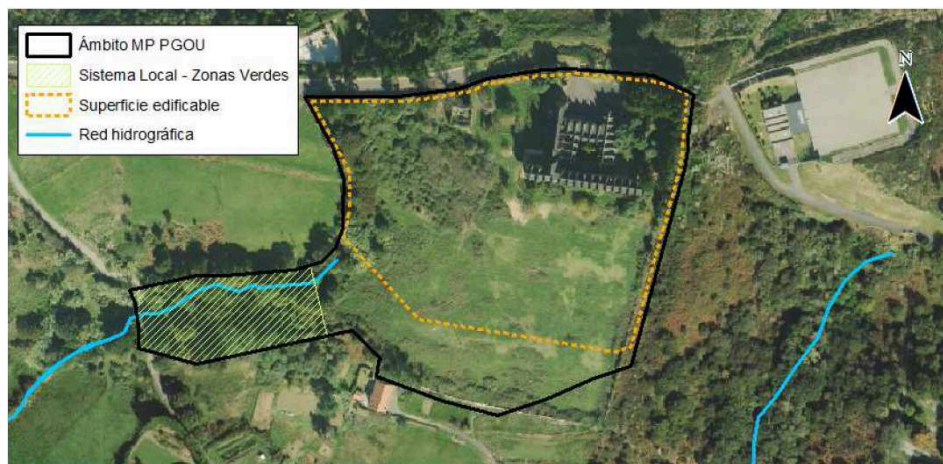 Ámbito MP PGOU
Sistema Local - Zonas Verdes
Superficie edificable
Red hidrográfica
N